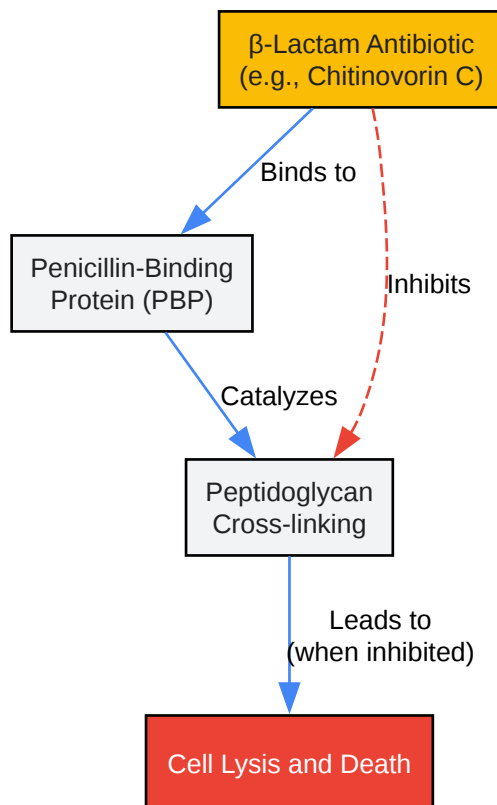 β-Lactam Antibiotic
(e.g., Chitinovorin C)
Binds to
Penicillin-Binding
Protein (PBP)
Inhibits
Catalyzes
Peptidoglycan
Cross-linking
Leads to
(when inhibited)
Cell Lysis and Death